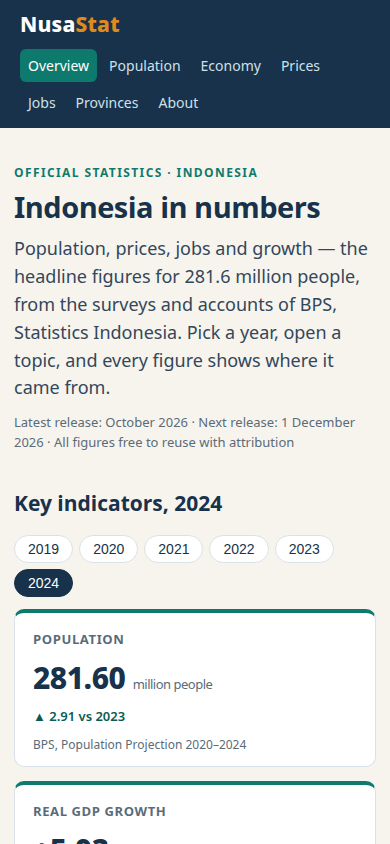 NusaStat
Overview Population Economy Prices
Jobs Provinces About
OFFICIAL STATISTICS · INDONESIA
Indonesia in numbers
Population, prices, jobs and growth — the
headline figures for 281.6 million people,
from the surveys and accounts of BPS,
Statistics Indonesia. Pick a year, open a
topic, and every figure shows where it
came from.
Latest release: October 2026 · Next release: 1 December
2026 · All figures free to reuse with attribution
Key indicators, 2024
2019 2020 2021 2022 2023
2024
POPULATION
281.60 million people
▲ 2.91 vs 2023
BPS, Population Projection 2020–2024
REAL GDP GROWTH